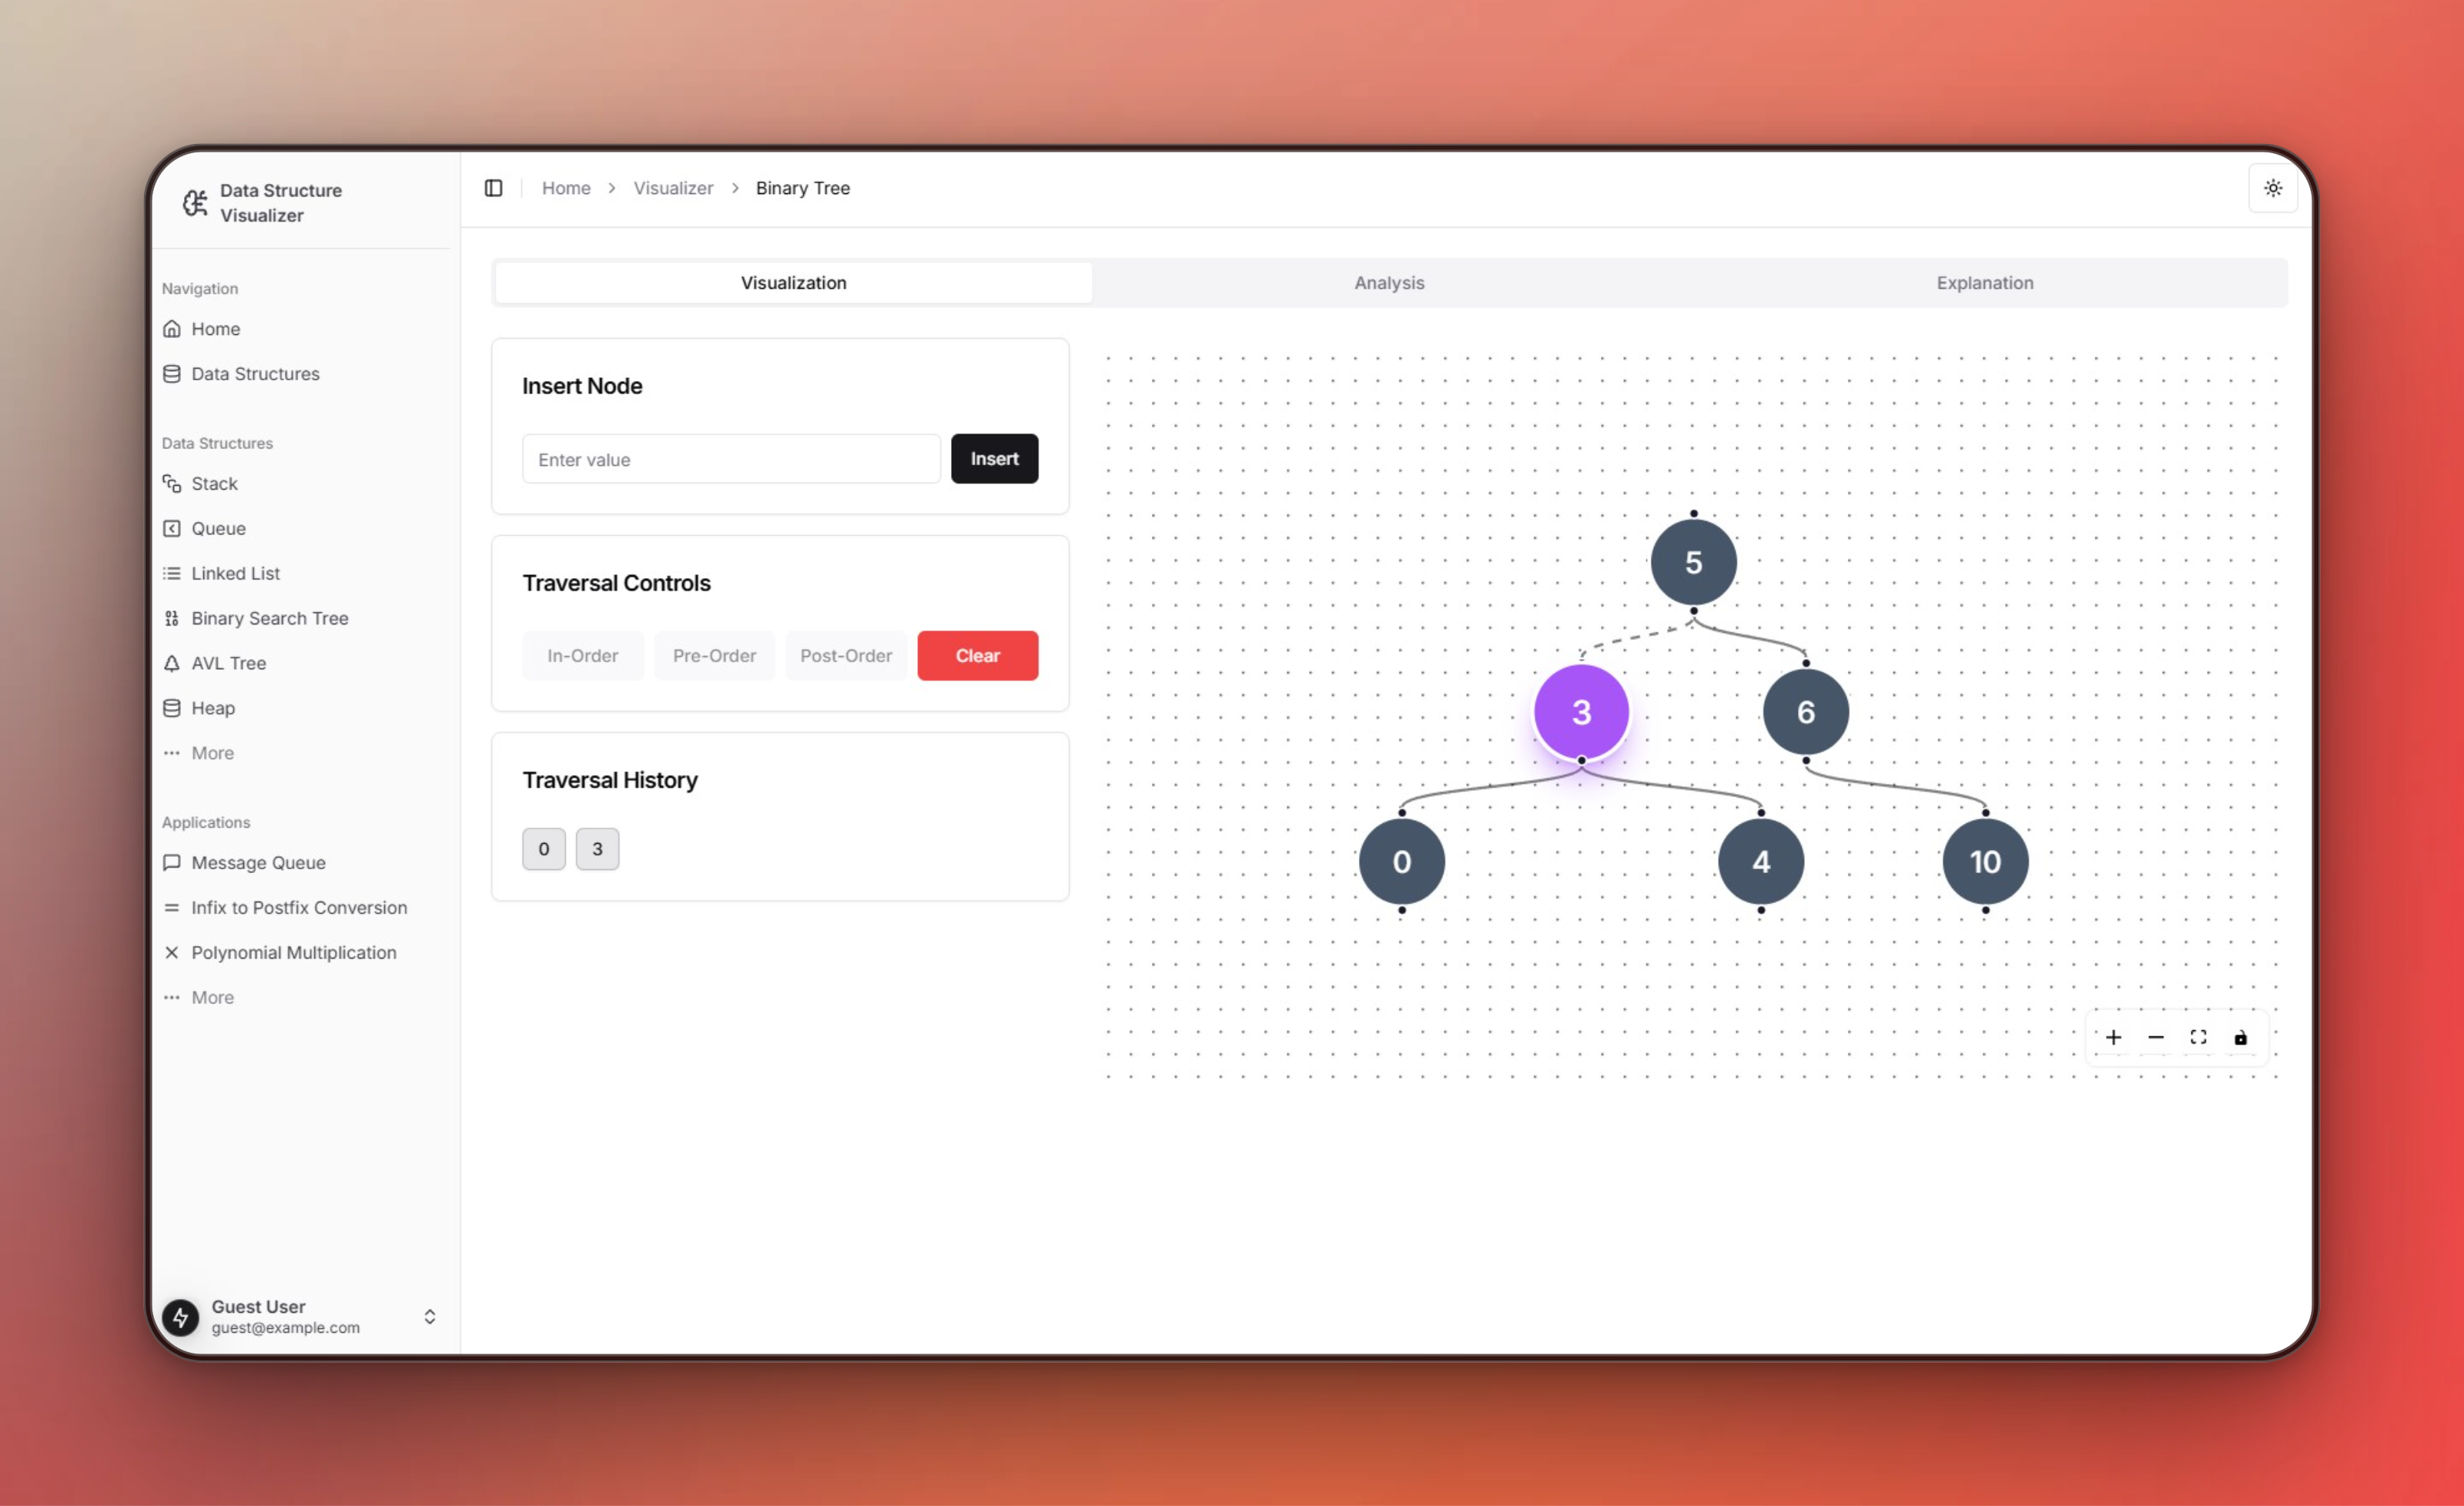 Data Structure
Visualizer
Navigation
Home
Data Structures
Data Structures
Stack
Queue
Linked List
Binary Search Tree
AVL Tree
Heap
More
Applications
Message Queue
Infix to Postfix Conversion
Polynomial Multiplication
More
Guest User
guest@example.com
Home > Visualizer > Binary Tree
Visualization Analysis Explanation
Insert Node
Enter value Insert
Traversal Controls
In-Order Pre-Order Post-Order Clear
Traversal History
0 3
5
3 6
0 4 10